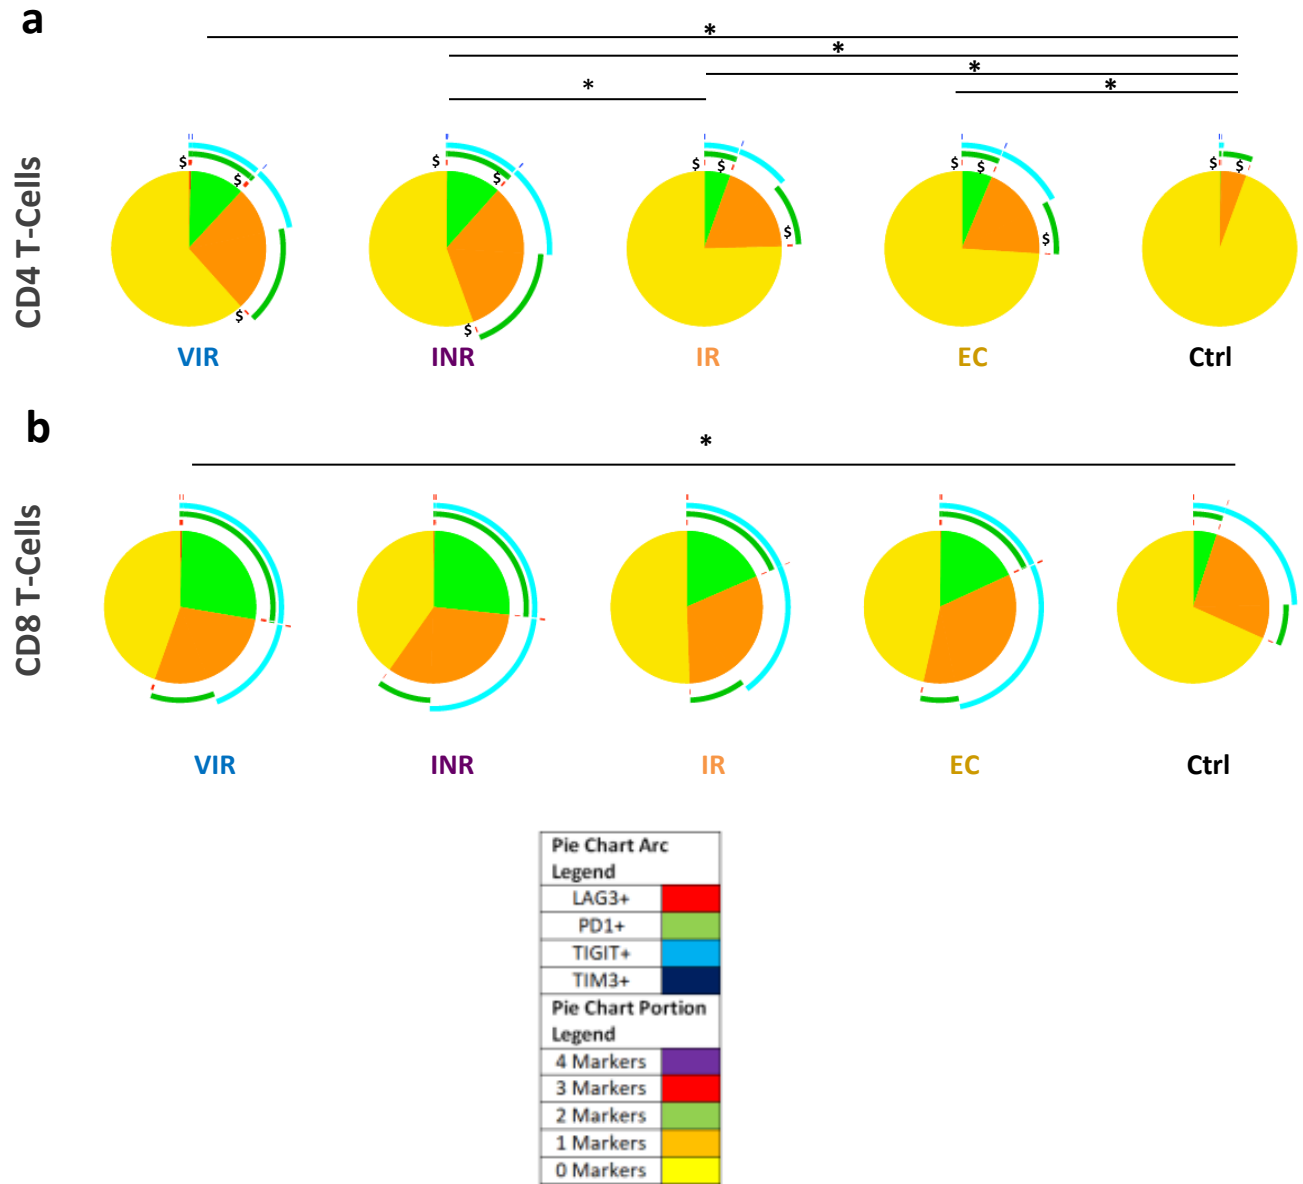 a
*
*
*
*
*
CD4 T-Cells
$ $ $ $ $ $ $ $ $ $
$ $
$ $
VIR INR IR EC Ctrl
b
*
CD8 T-Cells
VIR INR IR EC Ctrl
Pie Chart Arc
Legend
LAG3+
PD1+
TIGIT+
TIM3+
Pie Chart Portion
Legend
4 Markers
3 Markers
2 Markers
1 Markers
0 Markers